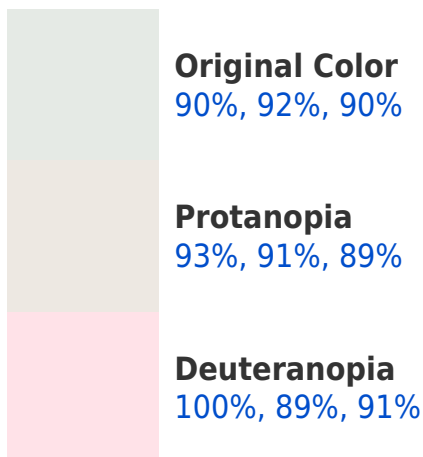 Original Color
90%, 92%, 90%
Protanopia
93%, 91%, 89%
Deuteranopia
100%, 89%, 91%